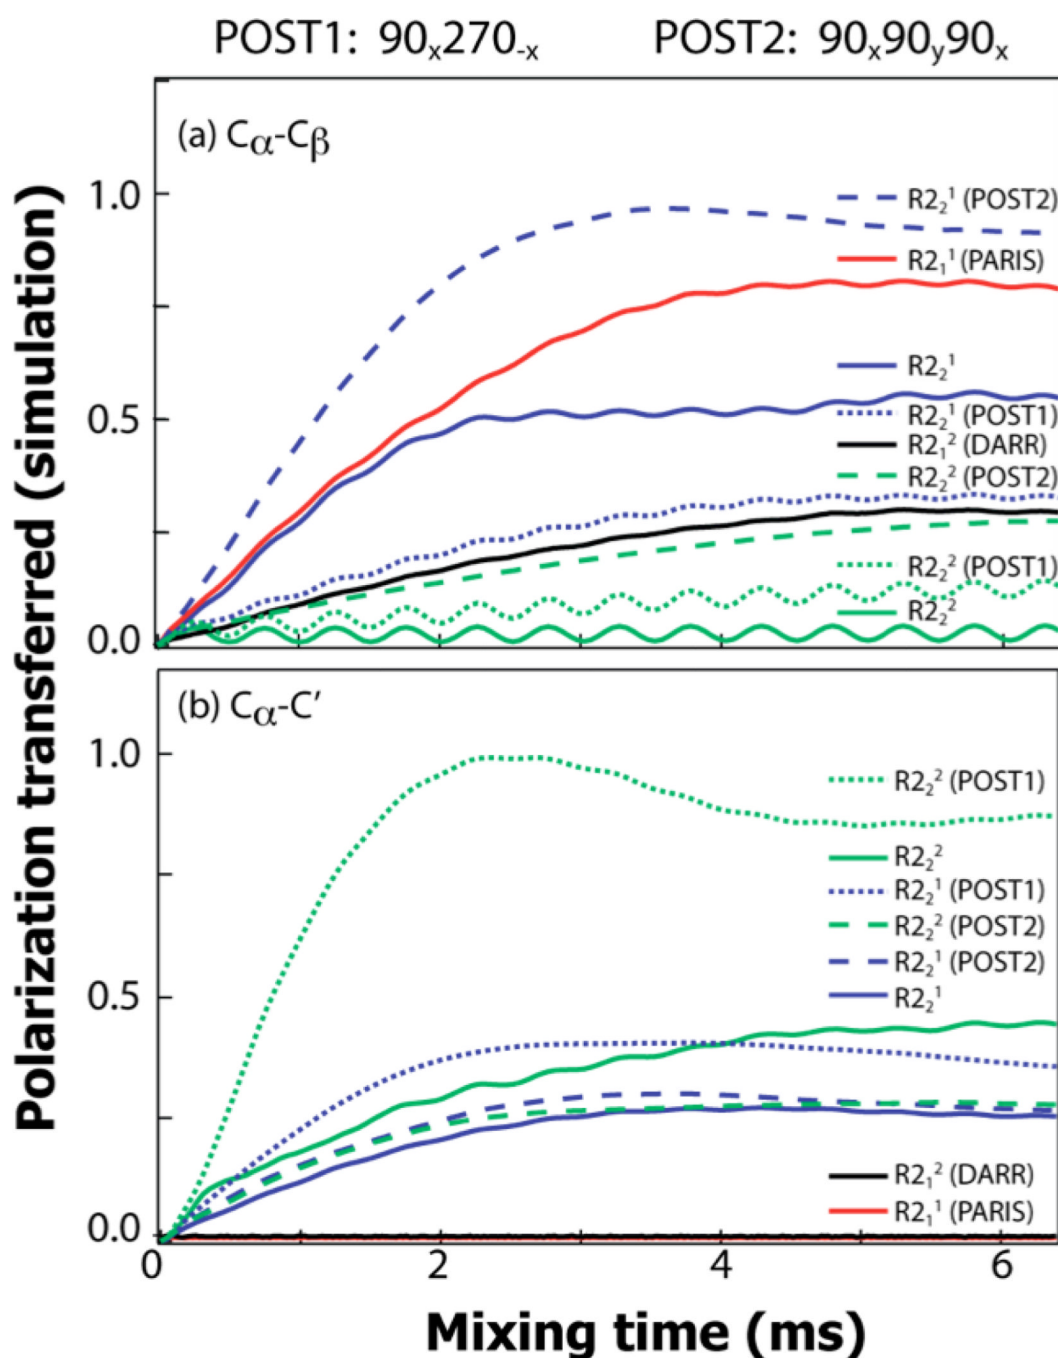 POST1: 90ₓ270₋ₓ POST2: 90ₓ90ᵧ90ₓ
Polarization transferred (simulation)
(a) Cα-Cβ
1.0
0.5
0.0
R2₂¹ (POST2)
R2₁¹ (PARIS)
R2₂¹
R2₂¹ (POST1)
R2₁² (DARR)
R2₂² (POST2)
R2₂² (POST1)
R2₂²
(b) Cα-C′
1.0
0.5
0.0
R2₂² (POST1)
R2₂²
R2₂¹ (POST1)
R2₂² (POST2)
R2₂¹ (POST2)
R2₂¹
R2₁² (DARR)
R2₁¹ (PARIS)
0 2 4 6
Mixing time (ms)